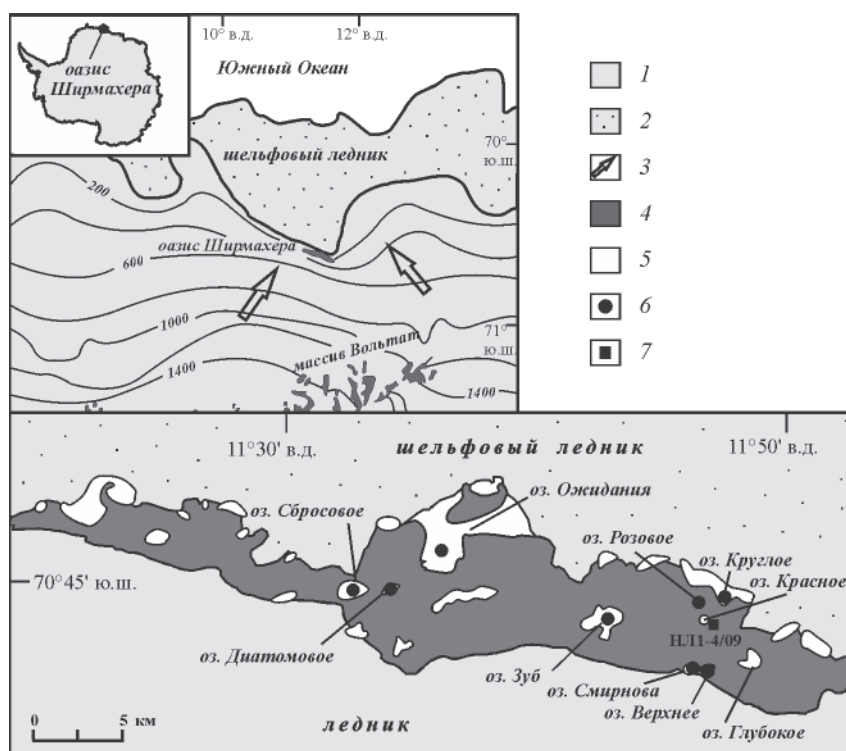 10° в.д.
12° в.д.
оазис
Ширмахера
Южный Океан
70°
ю.ш.
шельфовый ледник
200
оазис Ширмахера
600
1000
71°
ю.ш.
массив Вольтат
1400
1400
1
2
3
4
5
6
7
11°30' в.д.
шельфовый ледник
11°50' в.д.
оз. Ожидания
оз. Сбросовое
оз. Розовое
оз. Круглое
оз. Красное
70°45' ю.ш.
НЛ1-4/09
оз. Диатомовое
оз. Зуб
оз. Смирнова
оз. Верхнее
оз. Глубокое
0 5 км
ледник